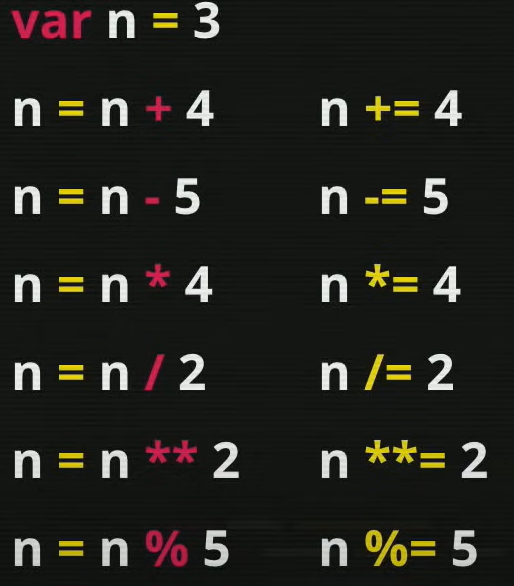 var n = 3
n = n + 4 n += 4
n = n - 5 n -= 5
n = n * 4 n *= 4
n = n / 2 n /= 2
n = n ** 2 n **= 2
n = n % 5 n %= 5